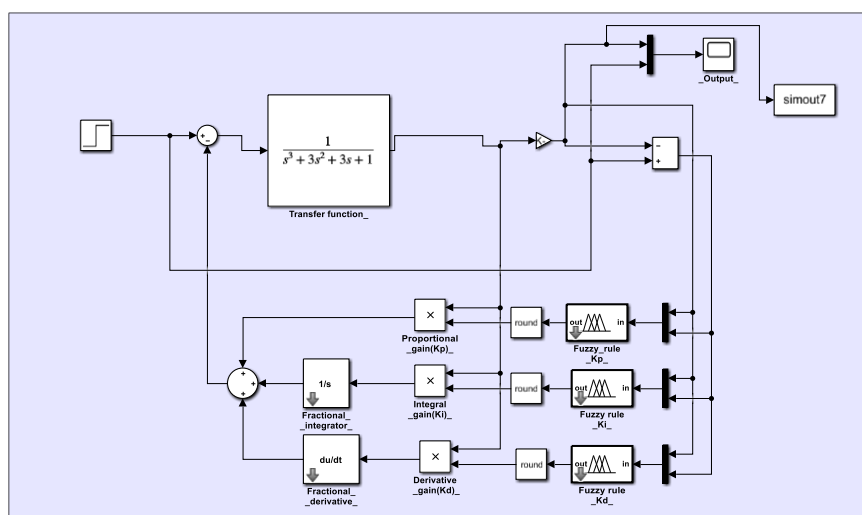 _Output_
simout7
+
−
1
s³ + 3s² + 3s + 1
Transfer function_
K-
−
+
×
Proportional
_gain(Kp)_
round
out in
Fuzzy_rule
_Kp_
+
+
+
1/s
Fractional_
_integrator_
×
Integral
_gain(Ki)_
round
out in
Fuzzy rule
_Ki_
du/dt
Fractional_
_derivative_
×
Derivative
_gain(Kd)_
round
out in
Fuzzy rule
_Kd_